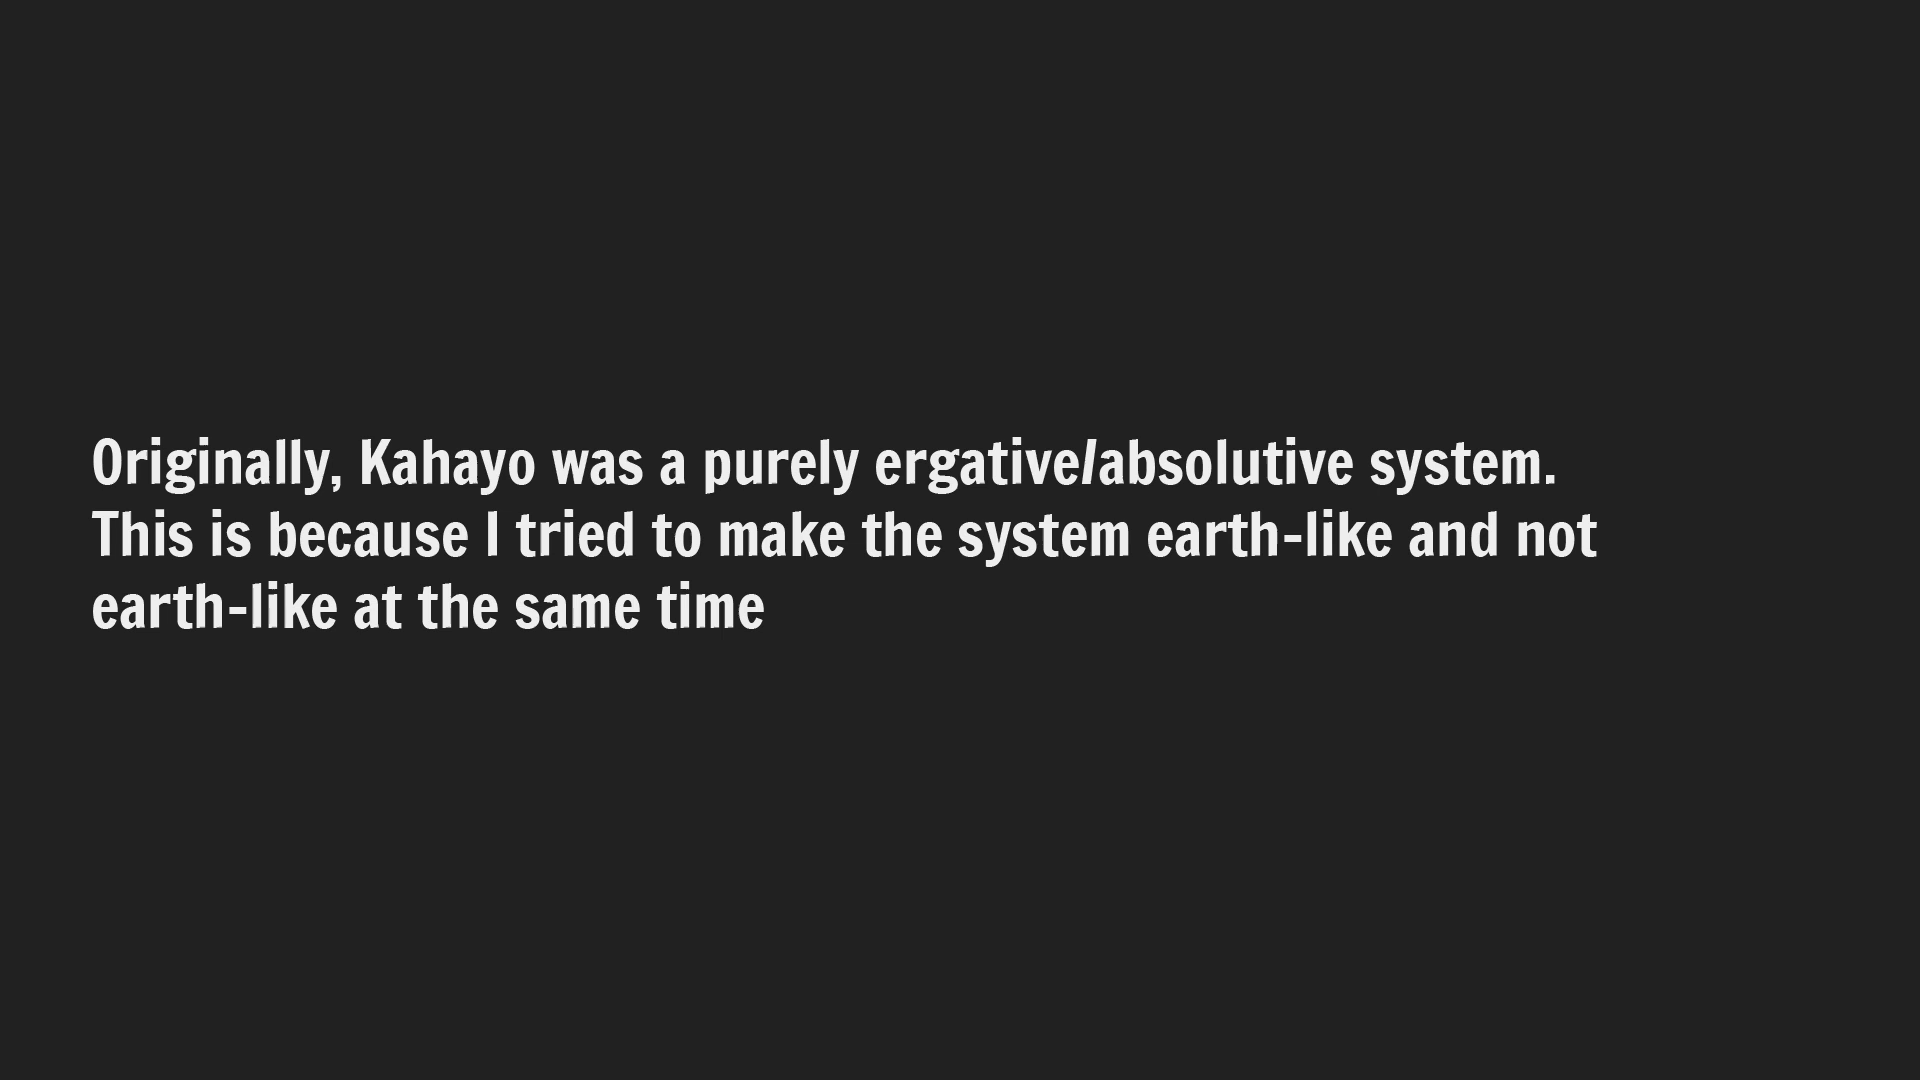 Originally, Kahayo was a purely ergative/absolutive system.
This is because I tried to make the system earth-like and not
earth-like at the same time